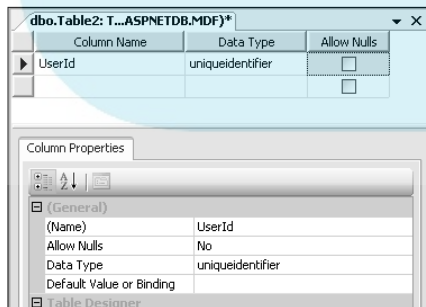 dbo.Table2: T...ASPNETDB.MDF)*
Column Name Data Type Allow Nulls
UserId uniqueidentifier
Column Properties
(General)
(Name) UserId
Allow Nulls No
Data Type uniqueidentifier
Default Value or Binding
Table Designer